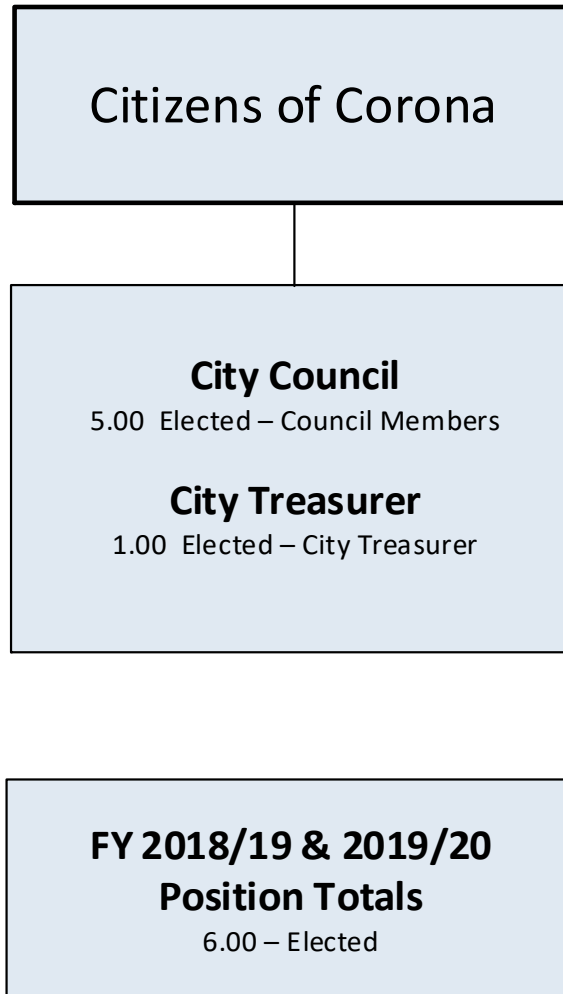 Citizens of Corona
City Council
5.00 Elected – Council Members
City Treasurer
1.00 Elected – City Treasurer
FY 2018/19 & 2019/20
Position Totals
6.00 – Elected